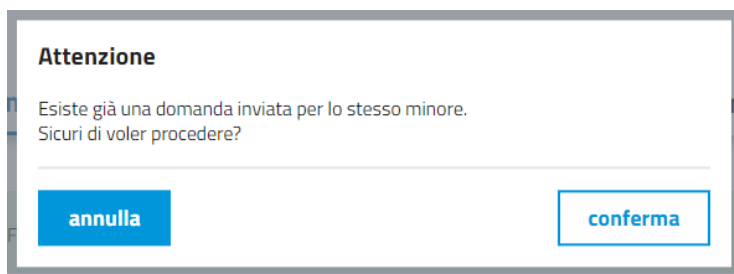 Attenzione
Esiste già una domanda inviata per lo stesso minore.
Sicuri di voler procedere?
annulla
conferma